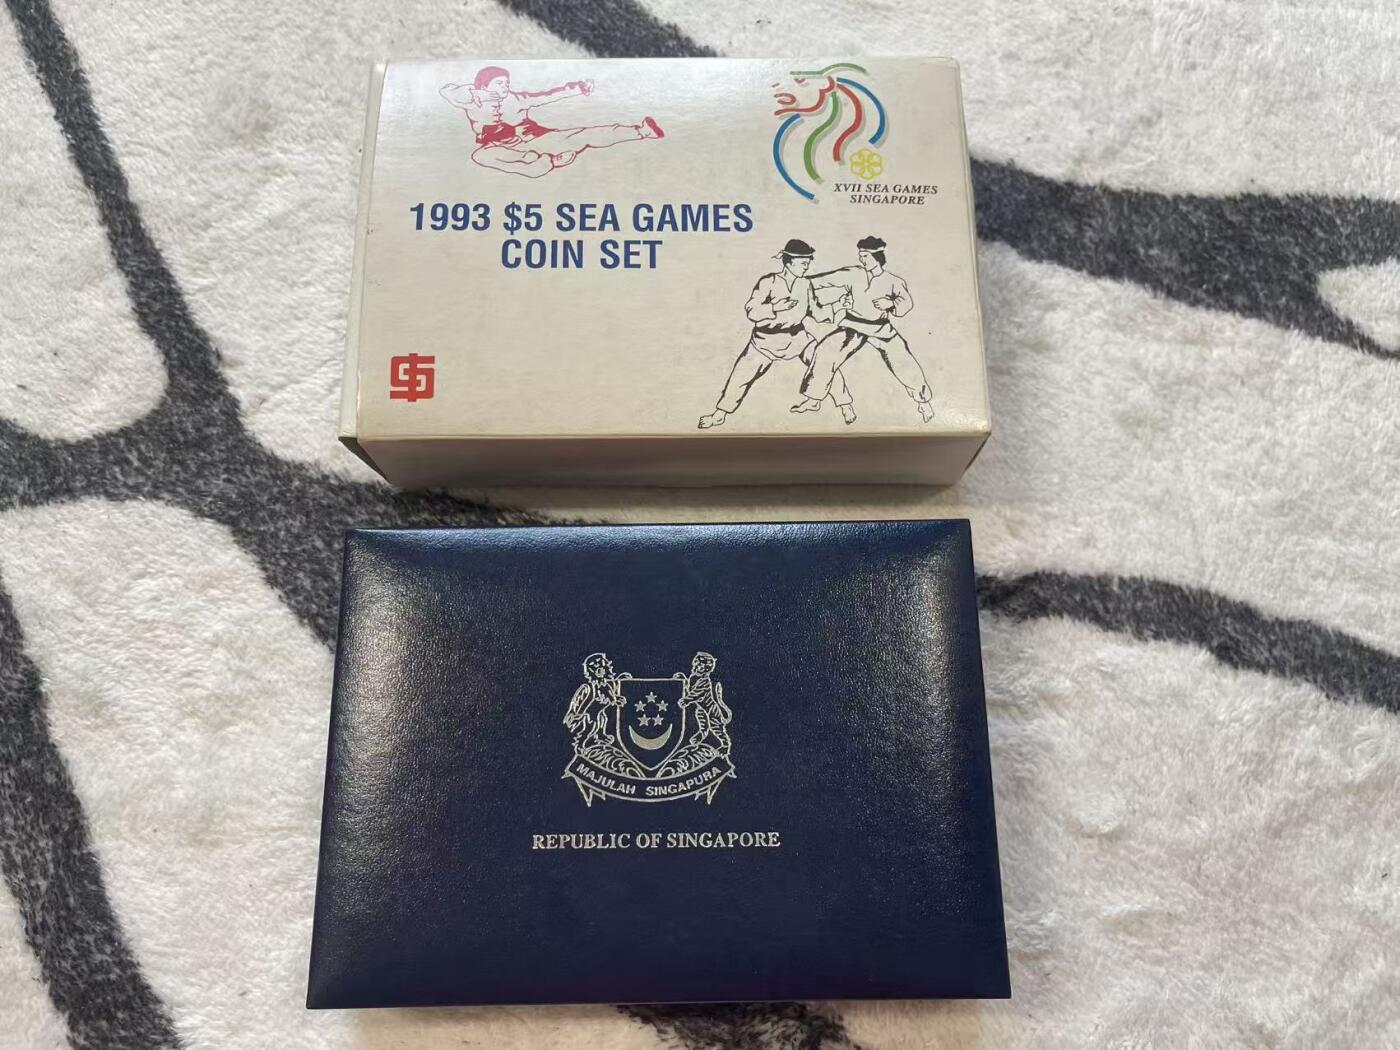 XVII SEA GAMES
SINGAPORE
1993 $5 SEA GAMES
COIN SET
MAJULAH SINGAPURA
REPUBLIC OF SINGAPORE